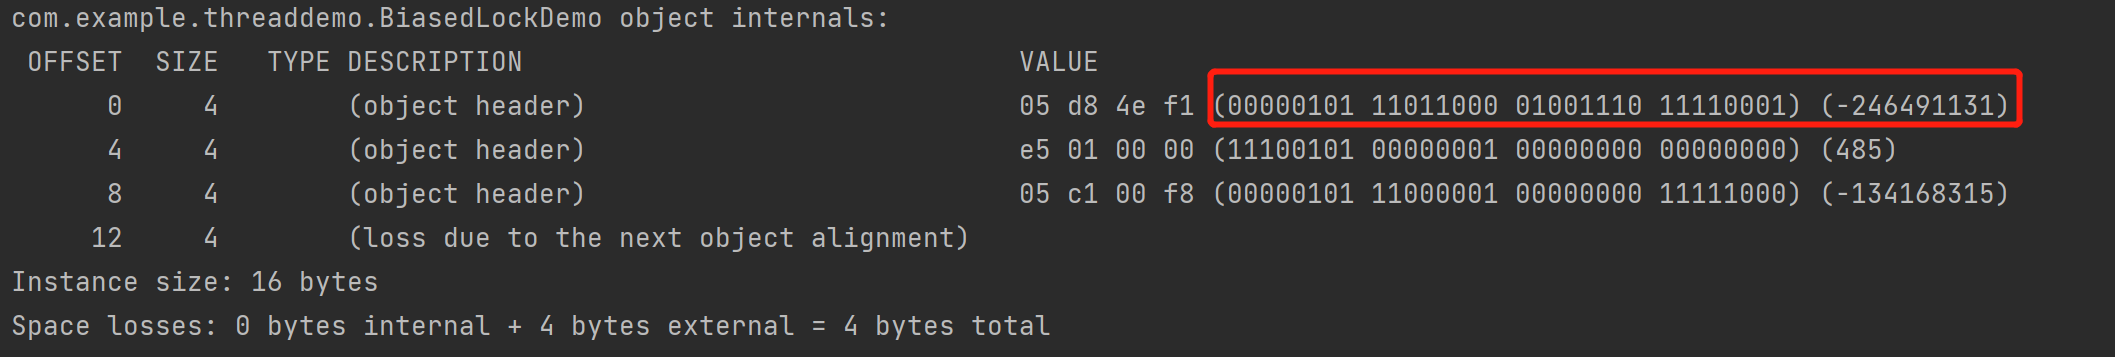 com.example.threaddemo.BiasedLockDemo object internals:
OFFSET  SIZE   TYPE DESCRIPTION                               VALUE
0     4        (object header)                           05 d8 4e f1 (00000101 11011000 01001110 11110001) (-246491131)
4     4        (object header)                           e5 01 00 00 (11100101 00000001 00000000 00000000) (485)
8     4        (object header)                           05 c1 00 f8 (00000101 11000001 00000000 11111000) (-134168315)
12     4        (loss due to the next object alignment)
Instance size: 16 bytes
Space losses: 0 bytes internal + 4 bytes external = 4 bytes total